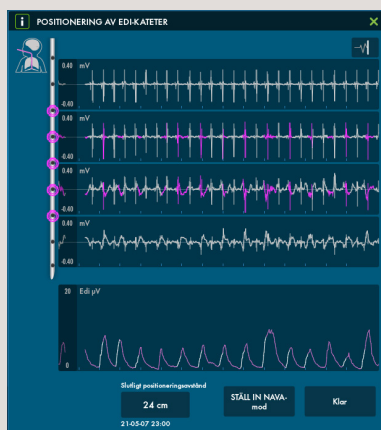 i POSITIONERING AV EDI-KATETER
0.40 mV
-0.40
0.40 mV
-0.40
0.40 mV
-0.40
0.40 mV
-0.40
20 Edi µV
0
Slutligt positioneringsavstånd
24 cm
STÄLL IN NAVA-
mod
Klar
21-05-07 23:00